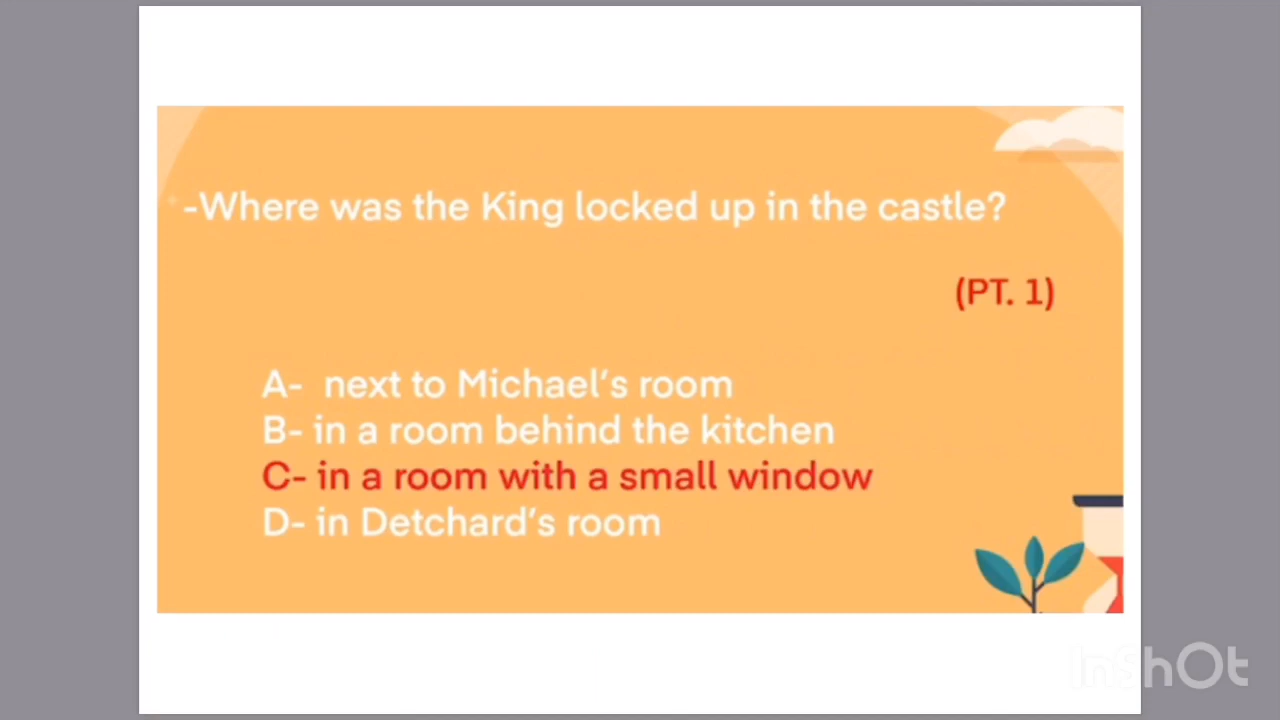 -Where was the King locked up in the castle?
(PT. 1)
A- next to Michael's room
B- in a room behind the kitchen
C- in a room with a small window
D- in Detchard's room
InShOt